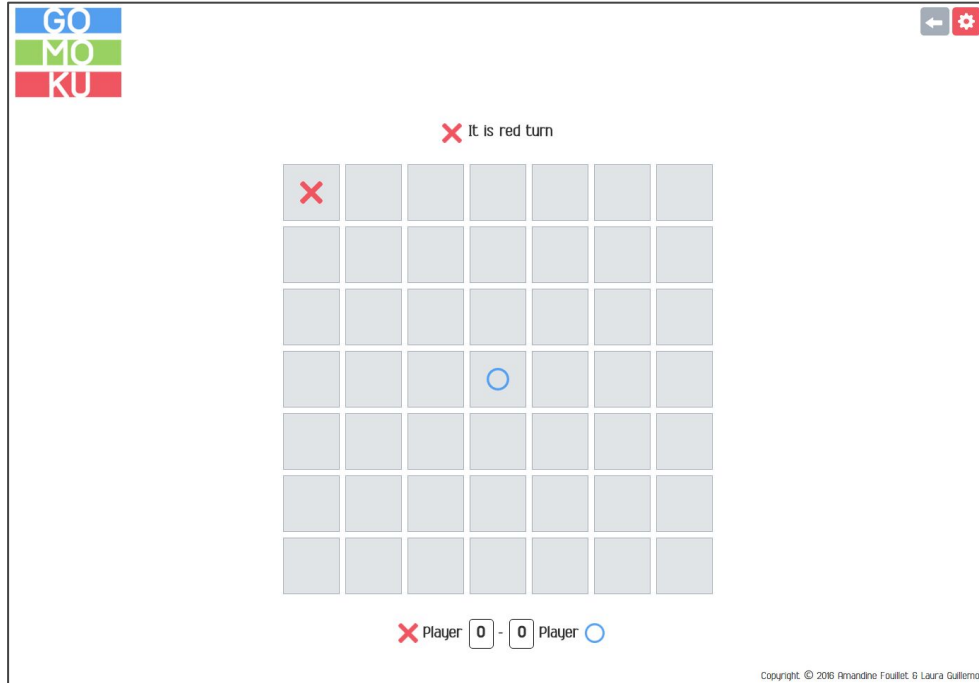 GO
MO
KU
It is red turn
Player 0 - 0 Player
Copyright © 2016 Amandine Fouillet & Laura Guillemo